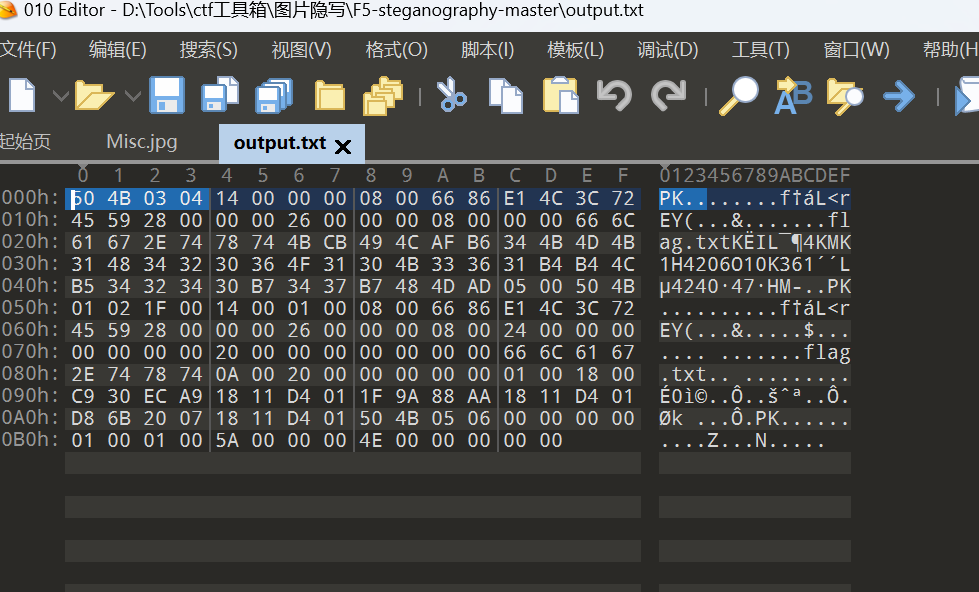 010 Editor - D:\Tools\ctf工具箱\图片隐写\F5-steganography-master\output.txt
文件(F) 编辑(E) 搜索(S) 视图(V) 格式(O) 脚本(I) 模板(L) 调试(D) 工具(T) 窗口(W) 帮助(H
起始页 Misc.jpg output.txt
0 1 2 3 4 5 6 7 8 9 A B C D E F 0123456789ABCDEF
000h: 50 4B 03 04 14 00 00 00 08 00 66 86 E1 4C 3C 72 PK........f†áL<r
010h: 45 59 28 00 00 00 26 00 00 00 08 00 00 00 66 6C EY(...&.......fl
020h: 61 67 2E 74 78 74 4B CB 49 4C AF B6 34 4B 4D 4B ag.txtKËIL¯¶4KMK
030h: 31 48 34 32 30 36 4F 31 30 4B 33 36 31 B4 B4 4C 1H4206O10K361´´L
040h: B5 34 32 34 30 B7 34 37 B7 48 4D AD 05 00 50 4B µ4240·47·HM-..PK
050h: 01 02 1F 00 14 00 01 00 08 00 66 86 E1 4C 3C 72 ..........f†áL<r
060h: 45 59 28 00 00 00 26 00 00 00 08 00 24 00 00 00 EY(...&.....$...
070h: 00 00 00 00 20 00 00 00 00 00 00 00 66 6C 61 67 .... .......flag
080h: 2E 74 78 74 0A 00 20 00 00 00 00 00 01 00 18 00 .txt.. .........
090h: C9 30 EC A9 18 11 D4 01 1F 9A 88 AA 18 11 D4 01 É0ì©..Ô..šˆª..Ô.
0A0h: D8 6B 20 07 18 11 D4 01 50 4B 05 06 00 00 00 00 Øk ...Ô.PK......
0B0h: 01 00 01 00 5A 00 00 00 4E 00 00 00 00 00 ....Z...N.....